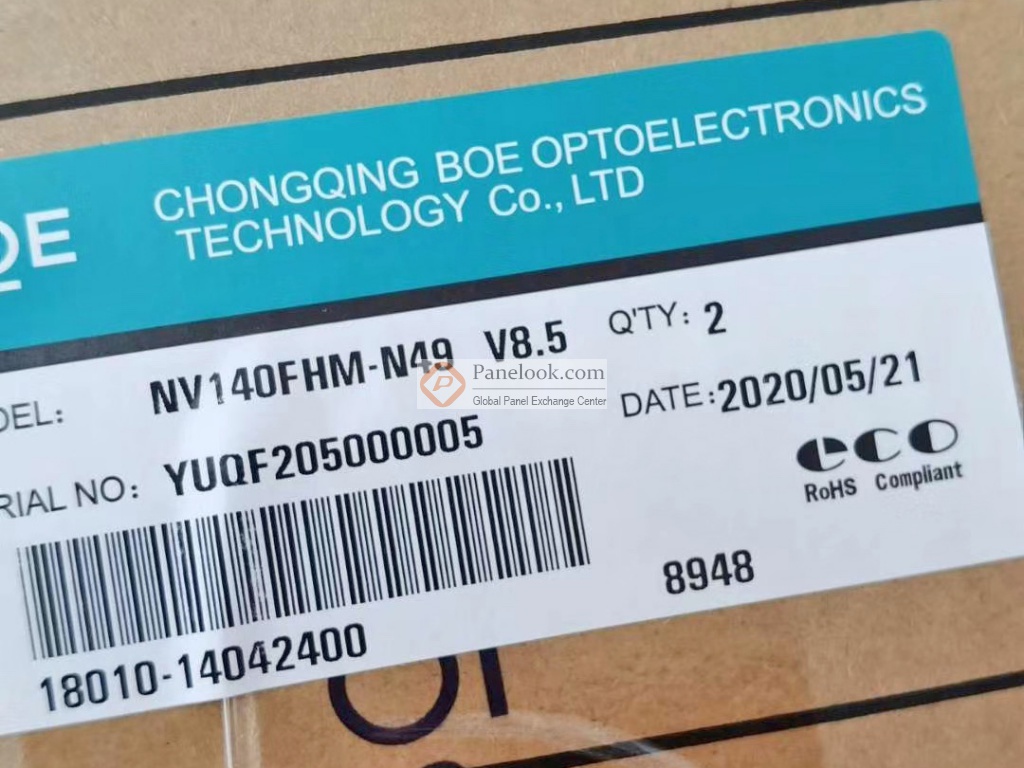 OE
CHONGQING BOE OPTOELECTRONICS
TECHNOLOGY Co., LTD
DEL: NV140FHM-N49 V8.5 Q'TY: 2
RIAL NO: YUQF205000005 DATE: 2020/05/21
Panelook.com
Global Panel Exchange Center
eco
RoHS Compliant
18010-14042400 8948